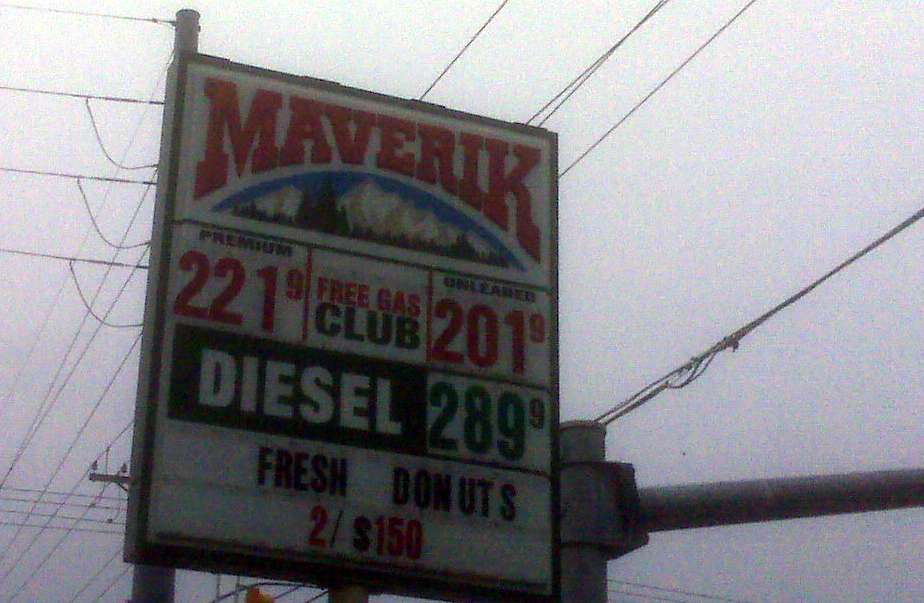 MAVERIK
PREMIUM
221 9
FREE GAS
CLUB
UNLEADED
201 9
DIESEL 289 9
FRESH DONUTS
2/ $150